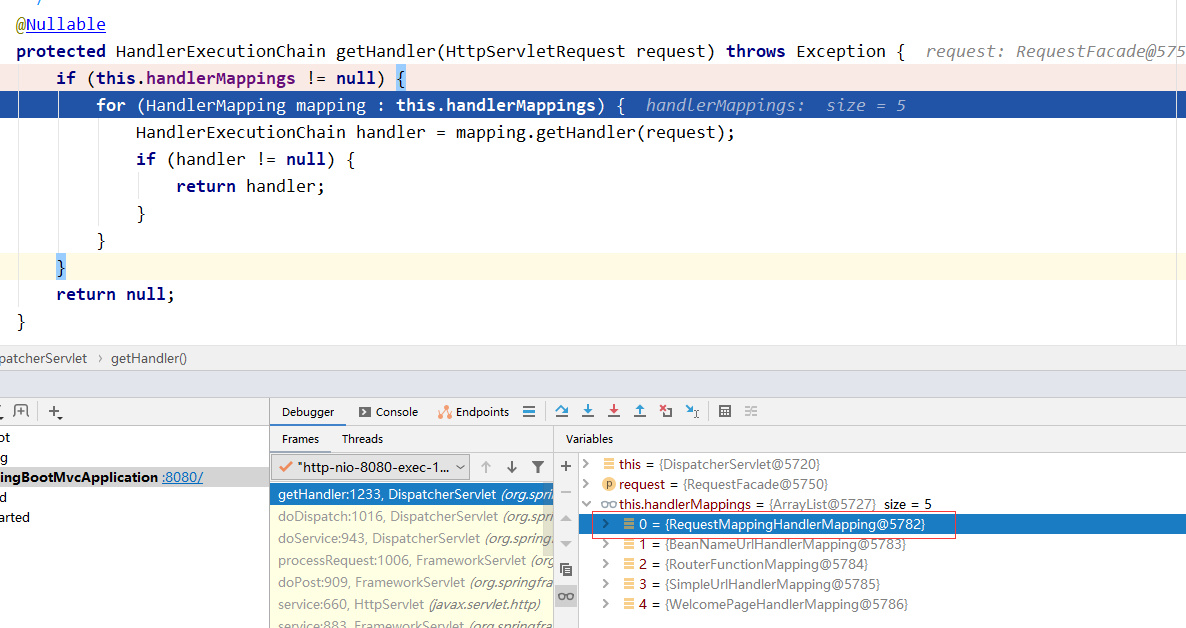 @Nullable
protected HandlerExecutionChain getHandler(HttpServletRequest request) throws Exception { request: RequestFacade@575
if (this.handlerMappings != null) {
for (HandlerMapping mapping : this.handlerMappings) { handlerMappings: size = 5
HandlerExecutionChain handler = mapping.getHandler(request);
if (handler != null) {
return handler;
}
}
}
return null;
}
patcherServlet › getHandler()
Debugger Console Endpoints
Frames Threads
Variables
ot
g
ingBootMvcApplication :8080/
d
arted
"http-nio-8080-exec-1...
getHandler:1233, DispatcherServlet (org.spri
doDispatch:1016, DispatcherServlet (org.spr
doService:943, DispatcherServlet (org.spring.
processRequest:1006, FrameworkServlet (org
doPost:909, FrameworkServlet (org.springfra
service:660, HttpServlet (javax.servlet.http)
service:883, FrameworkServlet (org.springfra
this = {DispatcherServlet@5720}
request = {RequestFacade@5750}
this.handlerMappings = {ArrayList@5727} size = 5
0 = {RequestMappingHandlerMapping@5782}
1 = {BeanNameUrlHandlerMapping@5783}
2 = {RouterFunctionMapping@5784}
3 = {SimpleUrlHandlerMapping@5785}
4 = {WelcomePageHandlerMapping@5786}